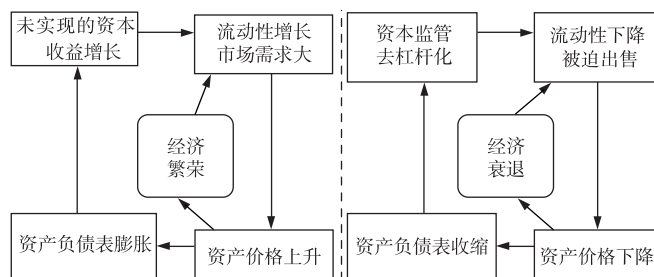 未实现的资本
收益增长
流动性增长
市场需求大
经济
繁荣
资产负债表膨胀
资产价格上升
资本监管
去杠杆化
流动性下降
被迫出售
经济
衰退
资产负债表收缩
资产价格下降